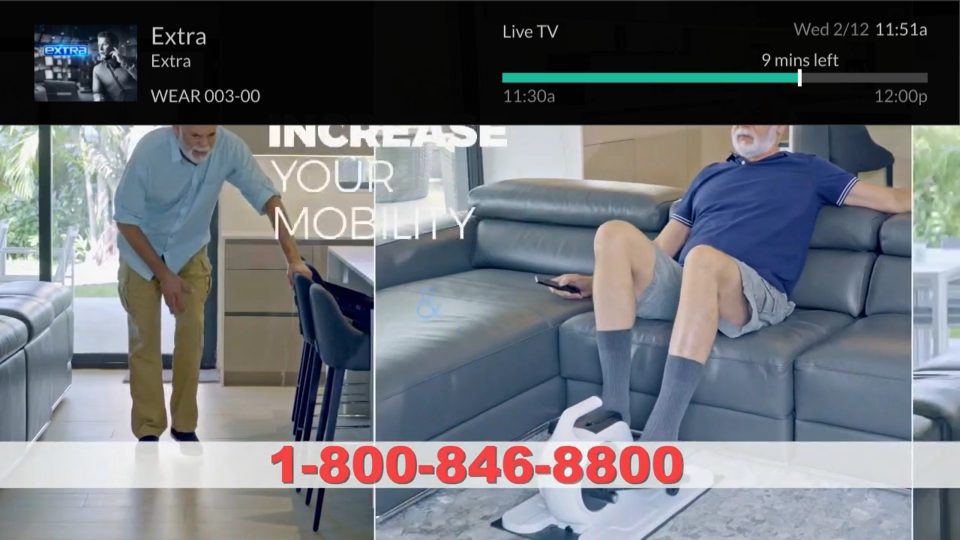 extra
Extra
Extra
WEAR 003-00
Live TV
Wed 2/12 11:51a
9 mins left
11:30a
12:00p
INCREASE
YOUR
MOBILITY
&
1-800-846-8800